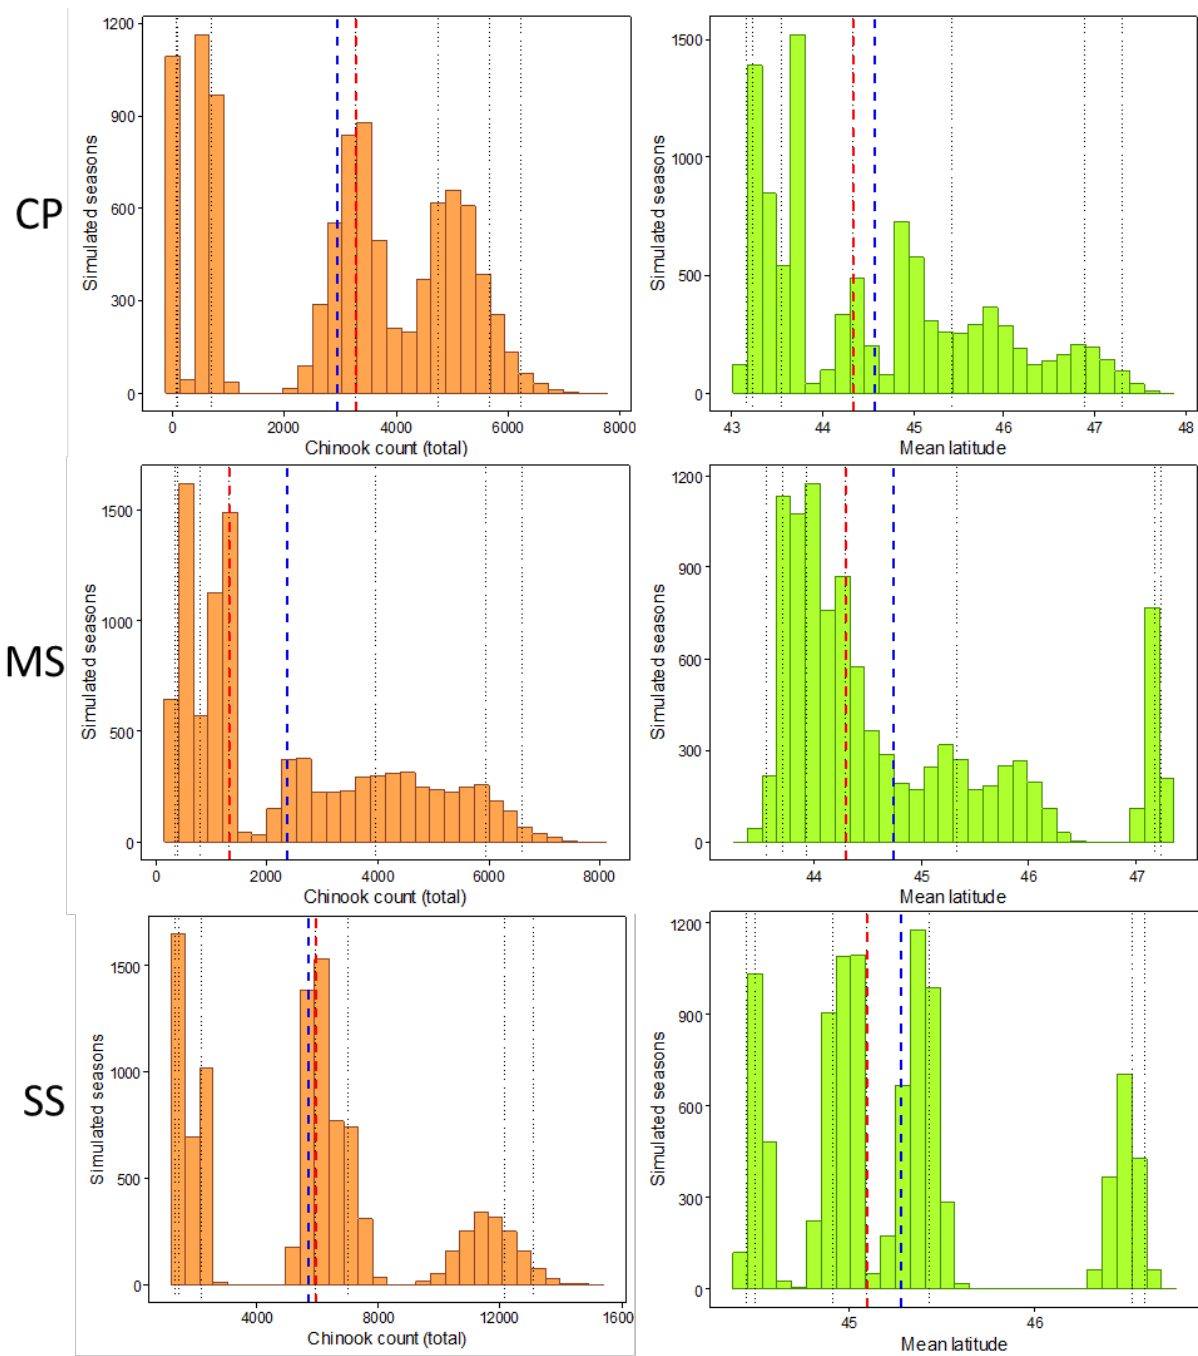 CP
Simulated seasons
1200
900
600
300
0
0 2000 4000 6000 8000
Chinook count (total)
Simulated seasons
1500
1000
500
0
43 44 45 46 47 48
Mean latitude
MS
Simulated seasons
1500
1000
500
0
0 2000 4000 6000 8000
Chinook count (total)
Simulated seasons
1200
900
600
300
0
44 45 46 47
Mean latitude
SS
Simulated seasons
1500
1000
500
0
4000 8000 12000 1600
Chinook count (total)
Simulated seasons
1200
900
600
300
0
45 46
Mean latitude